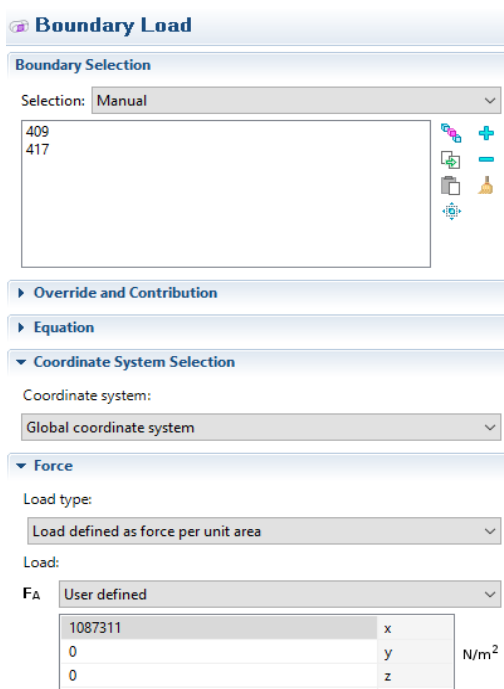 Boundary Load
Boundary Selection
Selection: Manual
409
417
Override and Contribution
Equation
Coordinate System Selection
Coordinate system:
Global coordinate system
Force
Load type:
Load defined as force per unit area
Load:
FA User defined
1087311 x
0 y N/m²
0 z